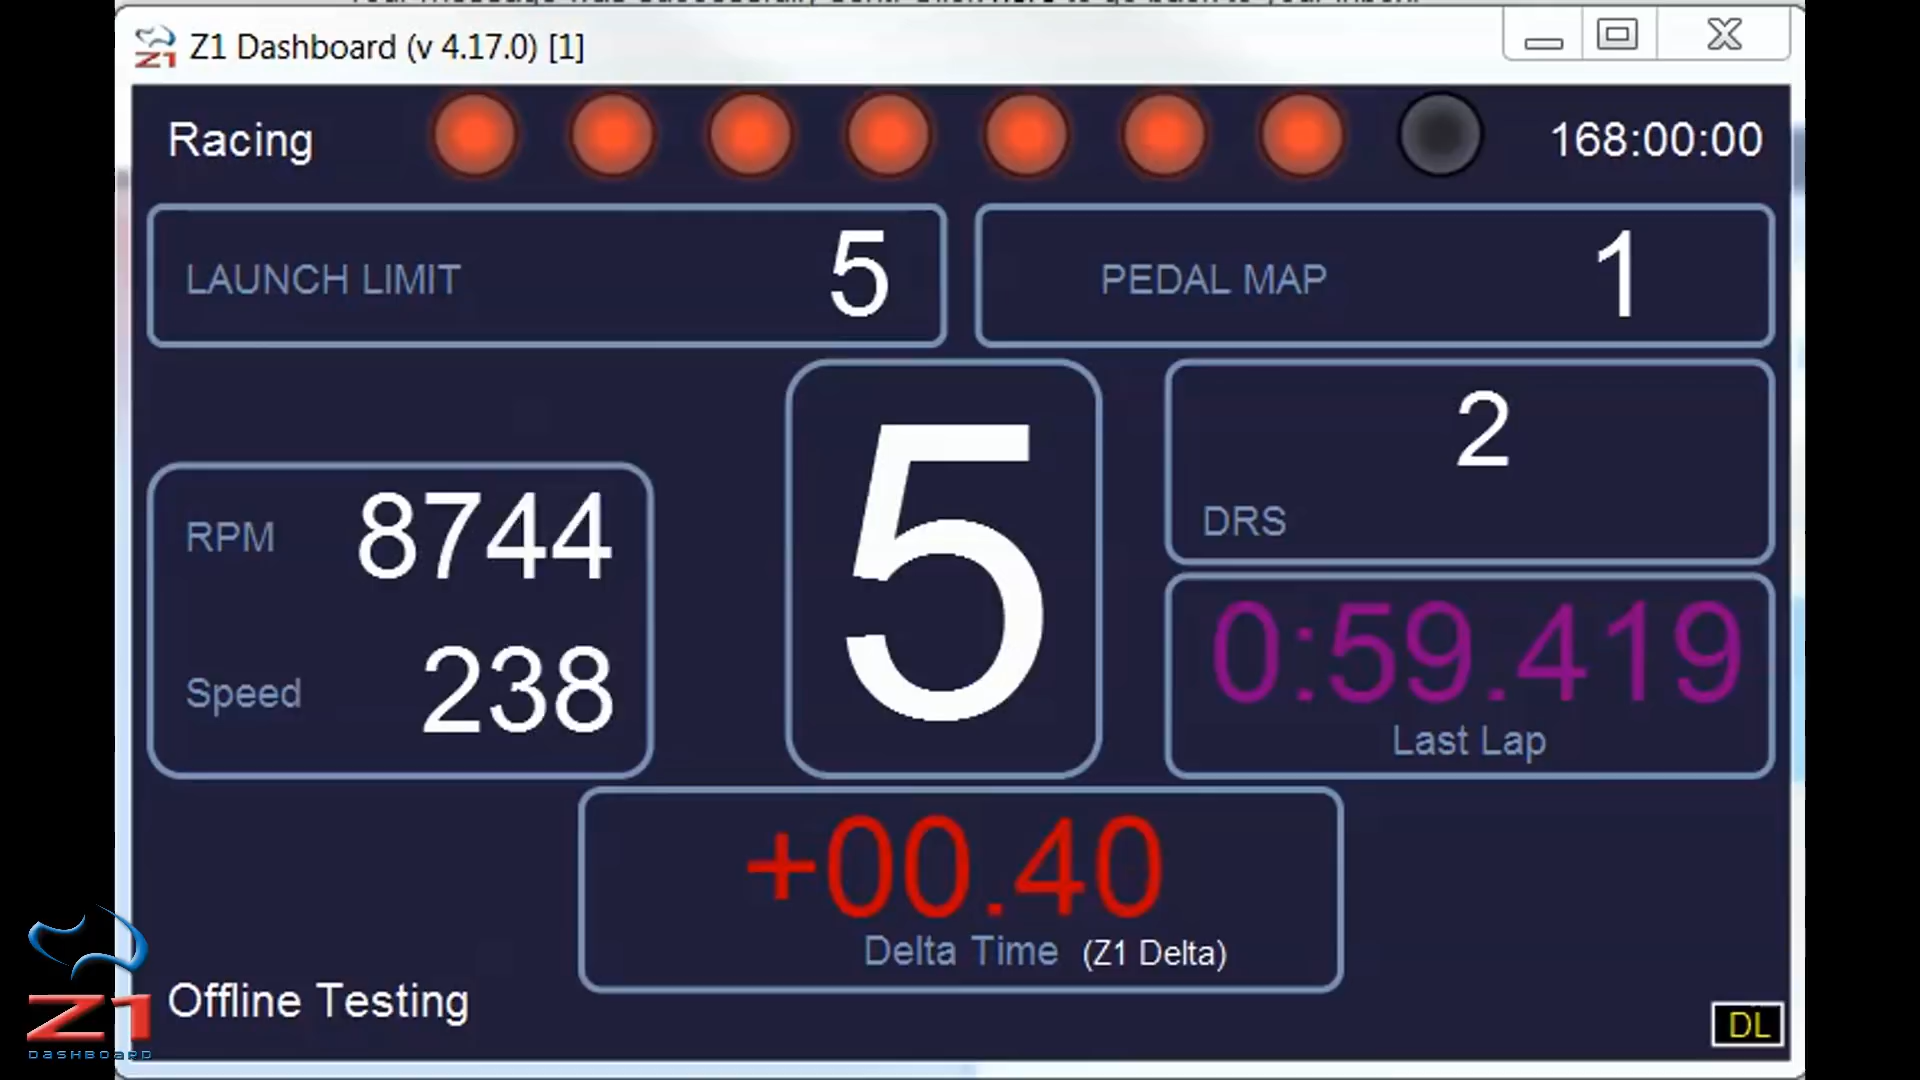 Z1 Dashboard (v 4.17.0) [1]
Racing
168:00:00
LAUNCH LIMIT 5
PEDAL MAP 1
5
2
DRS
RPM 8744
Speed 238
0:59.419
Last Lap
+00.40
Delta Time (Z1 Delta)
Offline Testing
DL
Z1
DASHBOARD